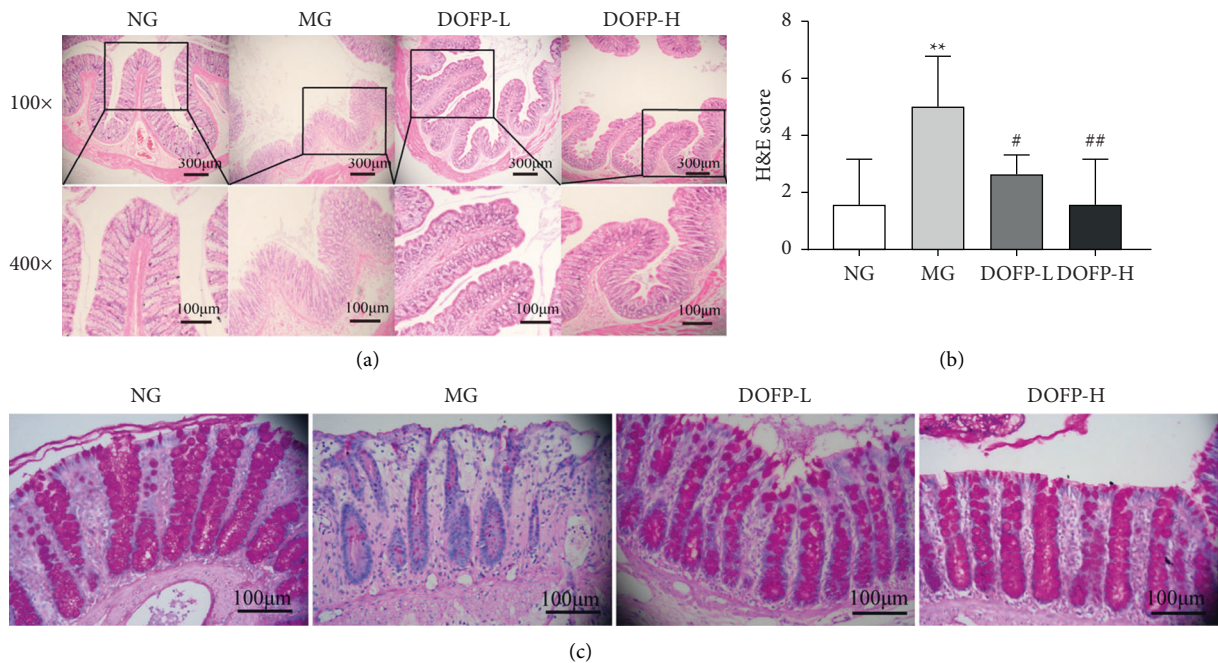 NG MG DOFP-L DOFP-H
100×
300μm 300μm 300μm 300μm
400×
100μm 100μm 100μm 100μm
(a)
8
6
4
2
0
H&E score
**
#
##
NG MG DOFP-L DOFP-H
(b)
NG MG DOFP-L DOFP-H
100μm 100μm 100μm 100μm
(c)